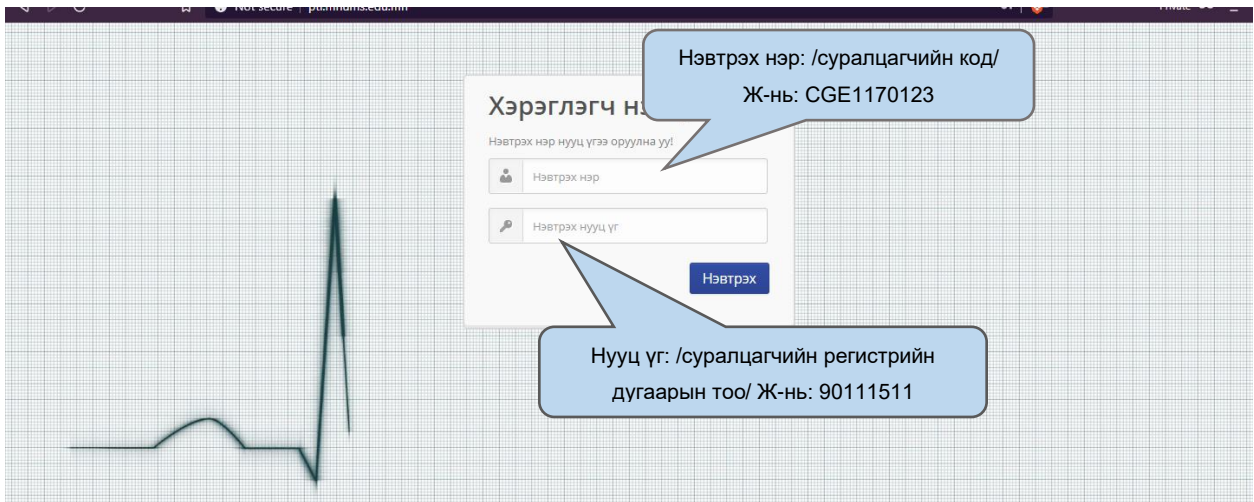 Not secure
Нэвтрэх нэр: /суралцагчийн код/
Ж-нь: CGE1170123
Хэрэглэгч
Нэвтрэх нэр нууц үгээ оруулна уу!
Нэвтрэх нэр
Нэвтрэх нууц үг
Нэвтрэх
Нууц үг: /суралцагчийн регистрийн
дугаарын тоо/ Ж-нь: 90111511